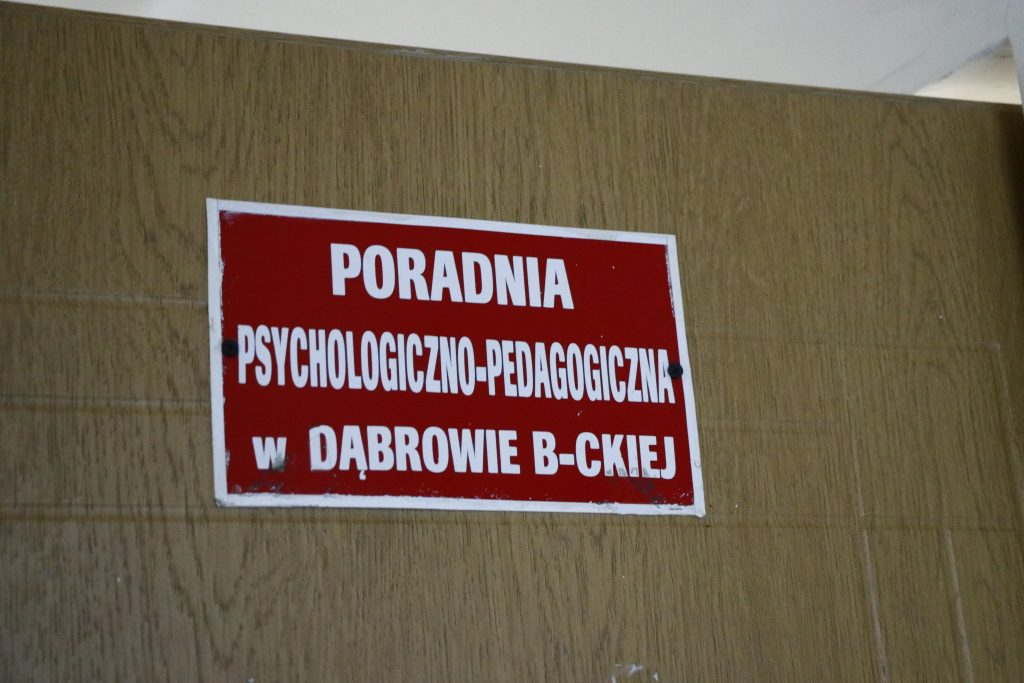 PORADNIA
PSYCHOLOGICZNO-PEDAGOGICZNA
w DĄBROWIE B-CKIEJ